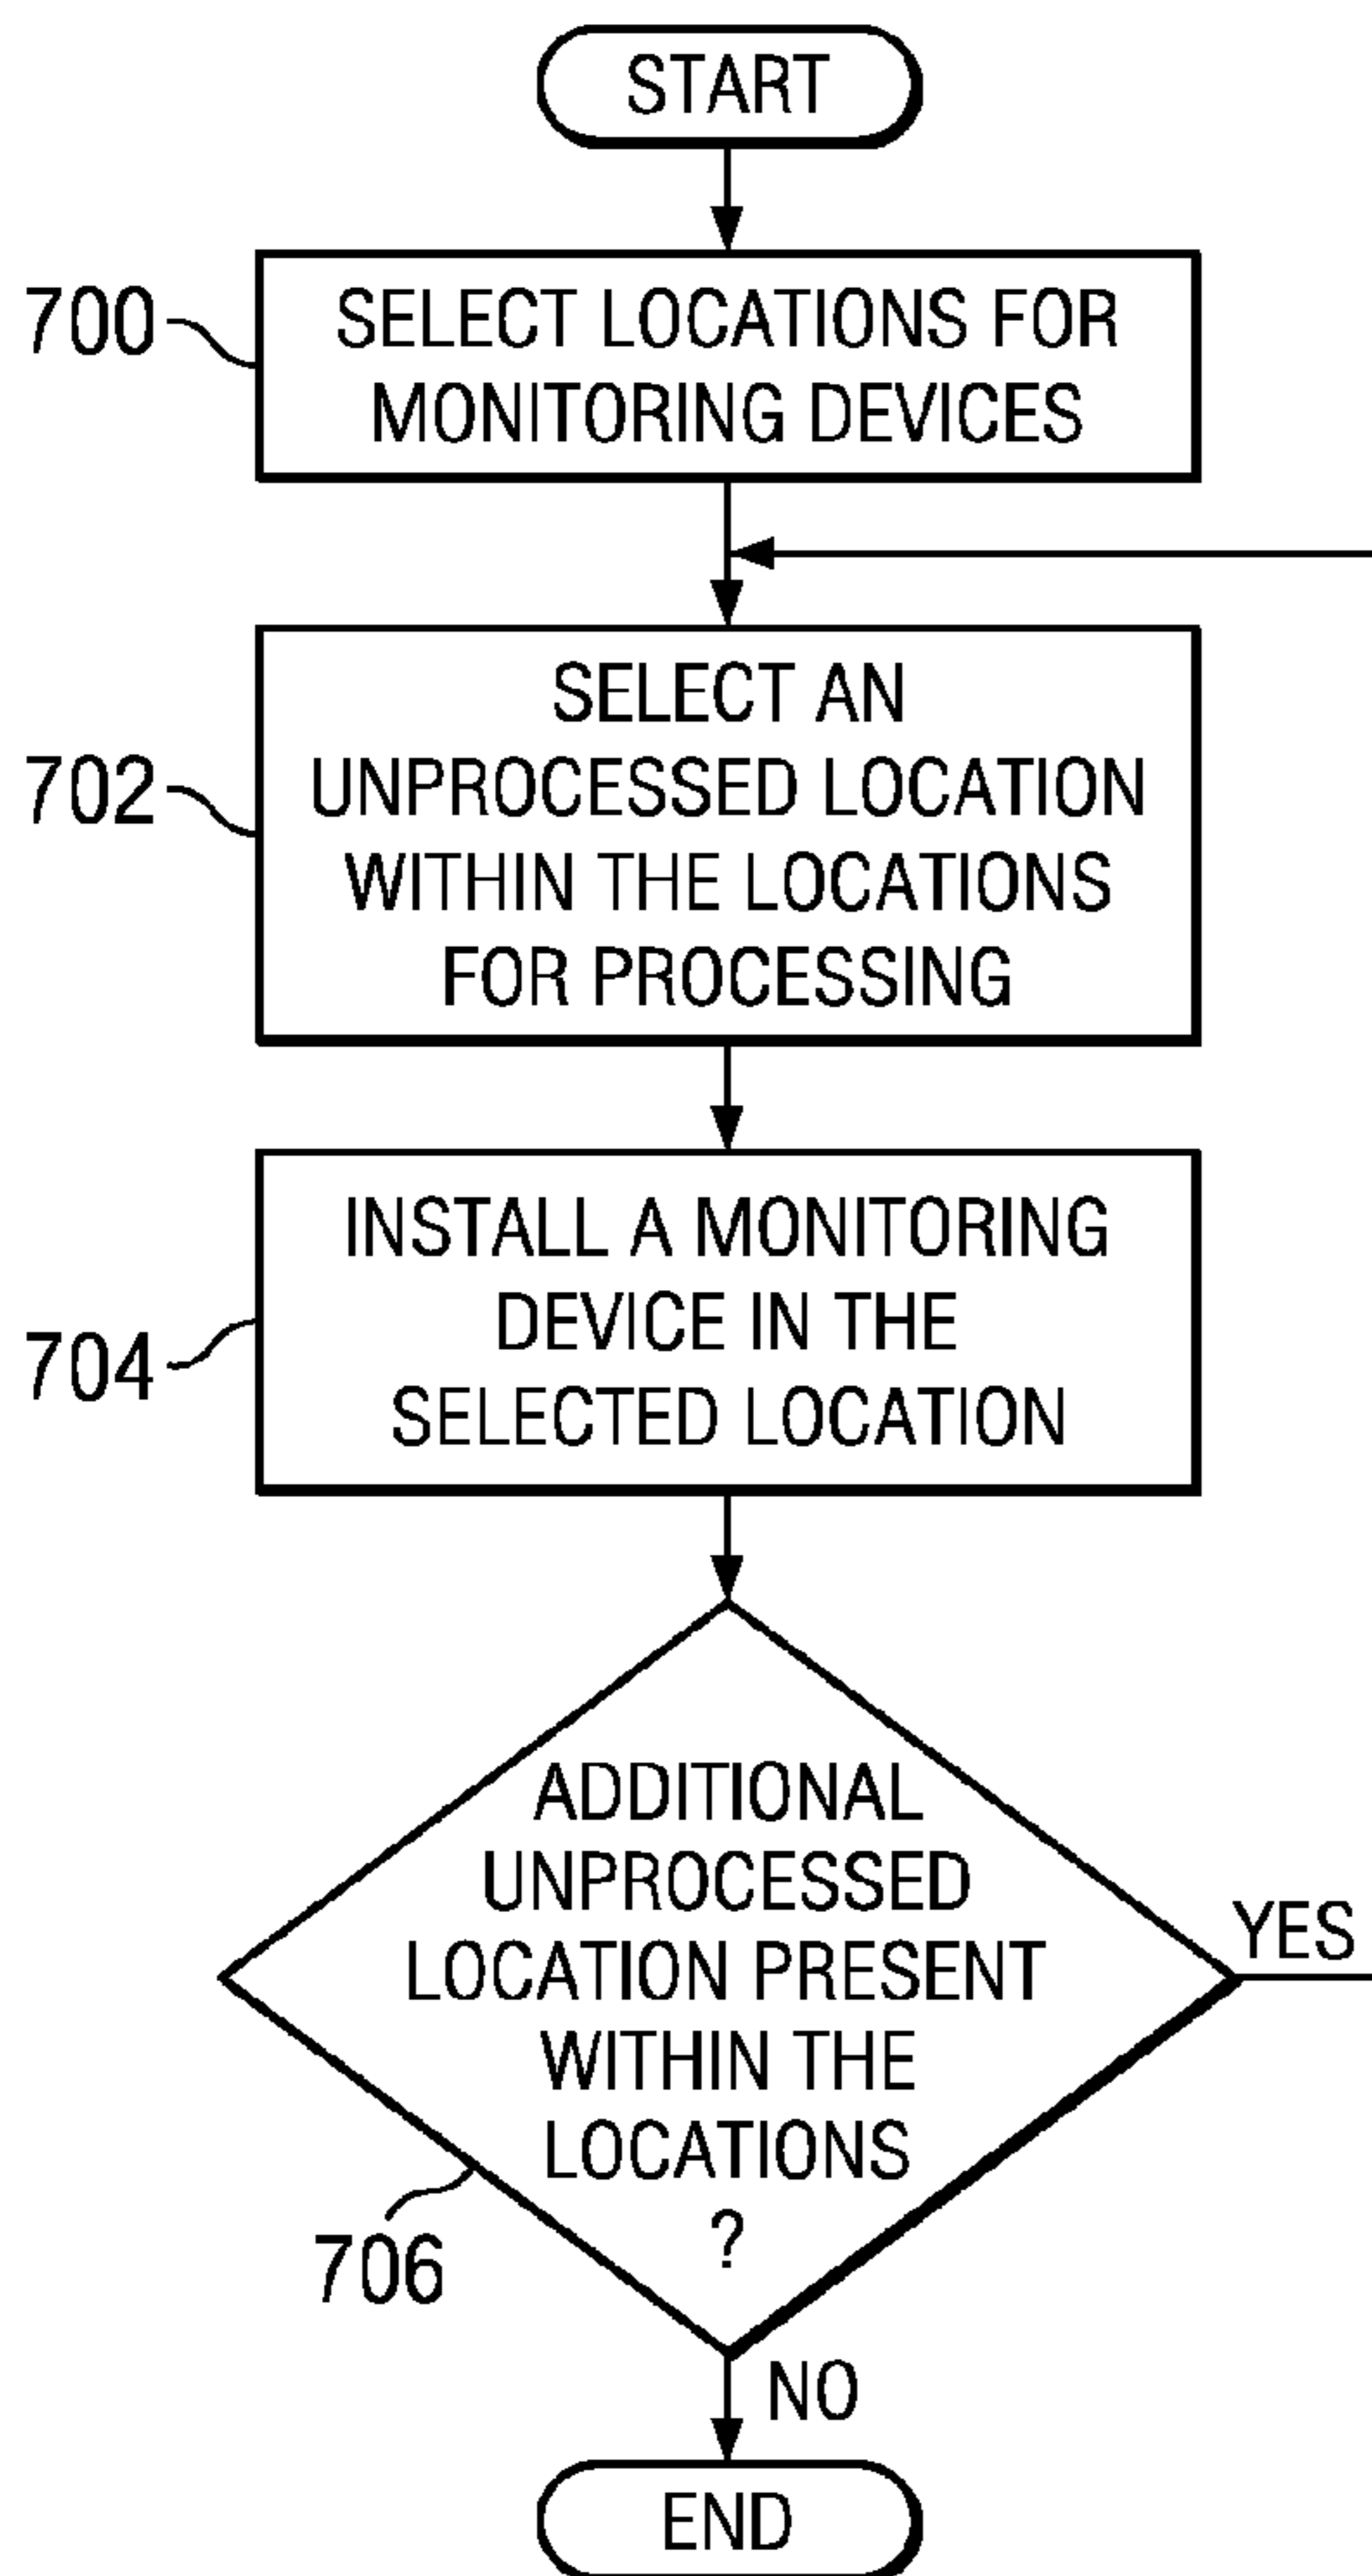 START
700
SELECT LOCATIONS FOR
MONITORING DEVICES
702
SELECT AN
UNPROCESSED LOCATION
WITHIN THE LOCATIONS
FOR PROCESSING
704
INSTALL A MONITORING
DEVICE IN THE
SELECTED LOCATION
ADDITIONAL
UNPROCESSED
LOCATION PRESENT
WITHIN THE
LOCATIONS
?
YES
706
NO
END